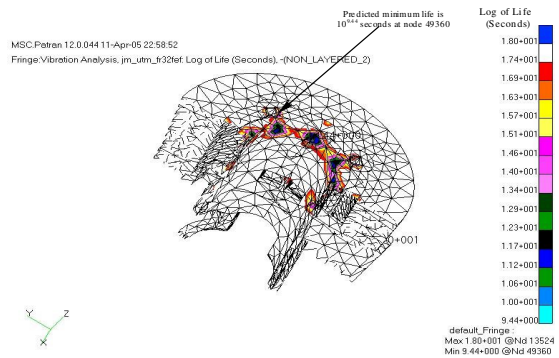 Predicted minimum life is
10^9.44 seconds at node 49360
Log of Life
(Seconds)
MSC.Patran 12.0.044 11-Apr-05 22:58:52
Fringe:Vibration Analysis, jm_utm_fr32fef: Log of Life (Seconds), -(NON_LAYERED_2)
1.80+001
1.74+001
1.69+001
1.63+001
1.57+001
1.51+001
1.46+001
1.40+001
1.34+001
1.29+001
1.23+001
1.17+001
1.12+001
1.06+001
1.00+001
9.44+000
Y
Z
X
default_Fringe :
Max 1.80+001 @Nd 13524
Min 9.44+000 @Nd 49360